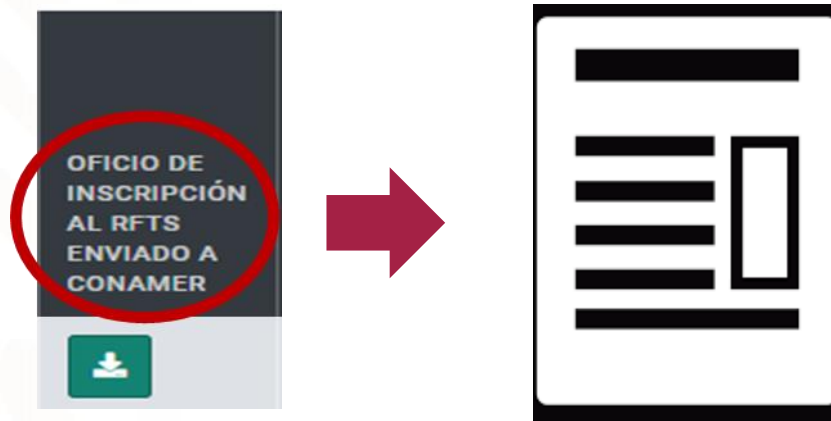 OFICIO DE
INSCRIPCIÓN
AL RFTS
ENVIADO A
CONAMER